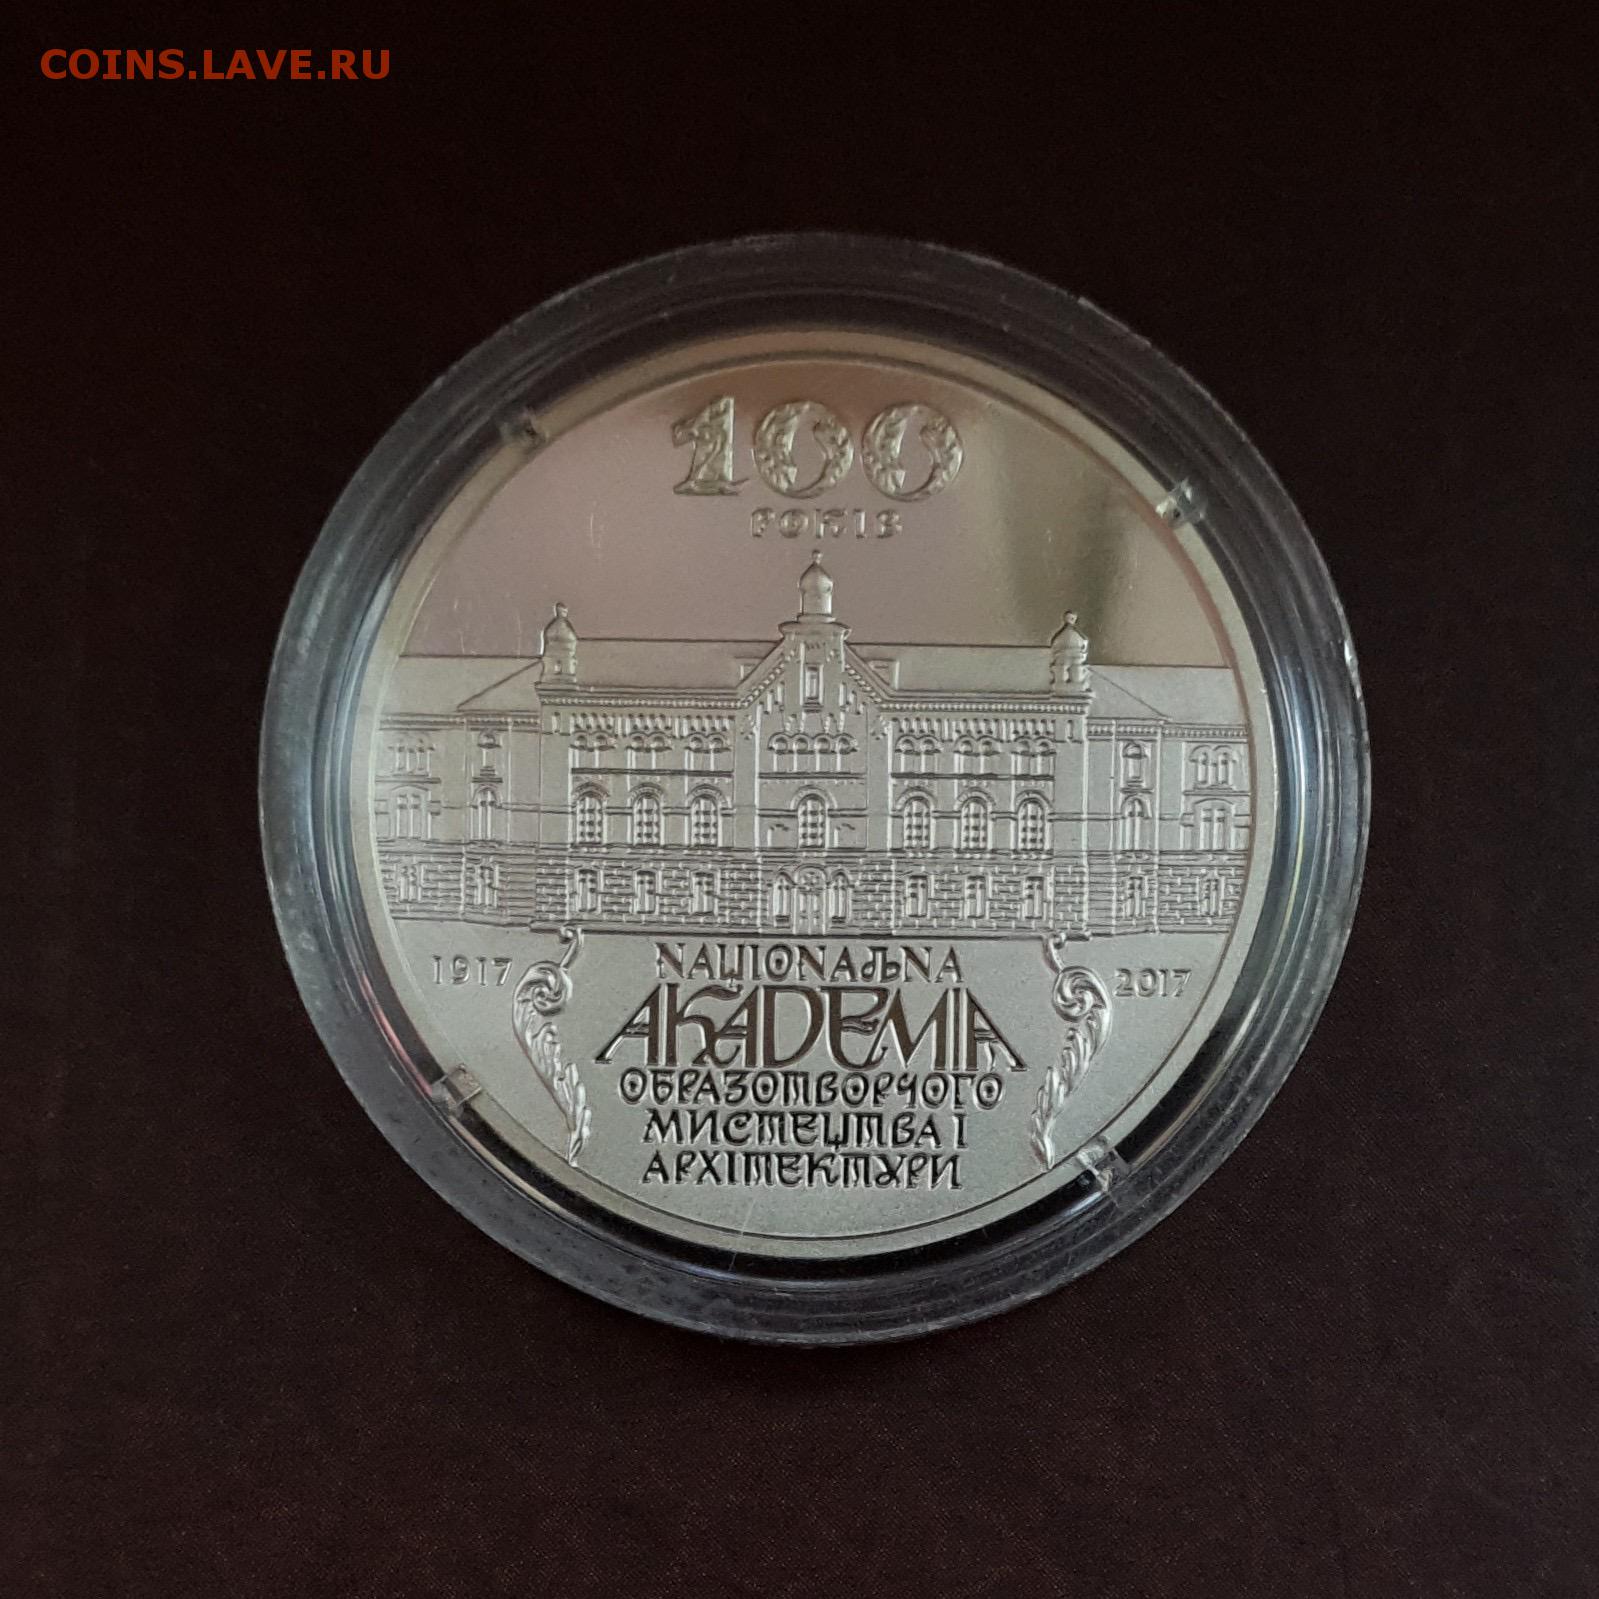 COINS.LAVE.RU
100
РОКІВ
1917
2017
НАЦІОНАЛЬНА
АКАДЕМІЯ
ОБРАЗОТВОРЧОГО
МИСТЕЦТВА І
АРХІТЕКТУРИ